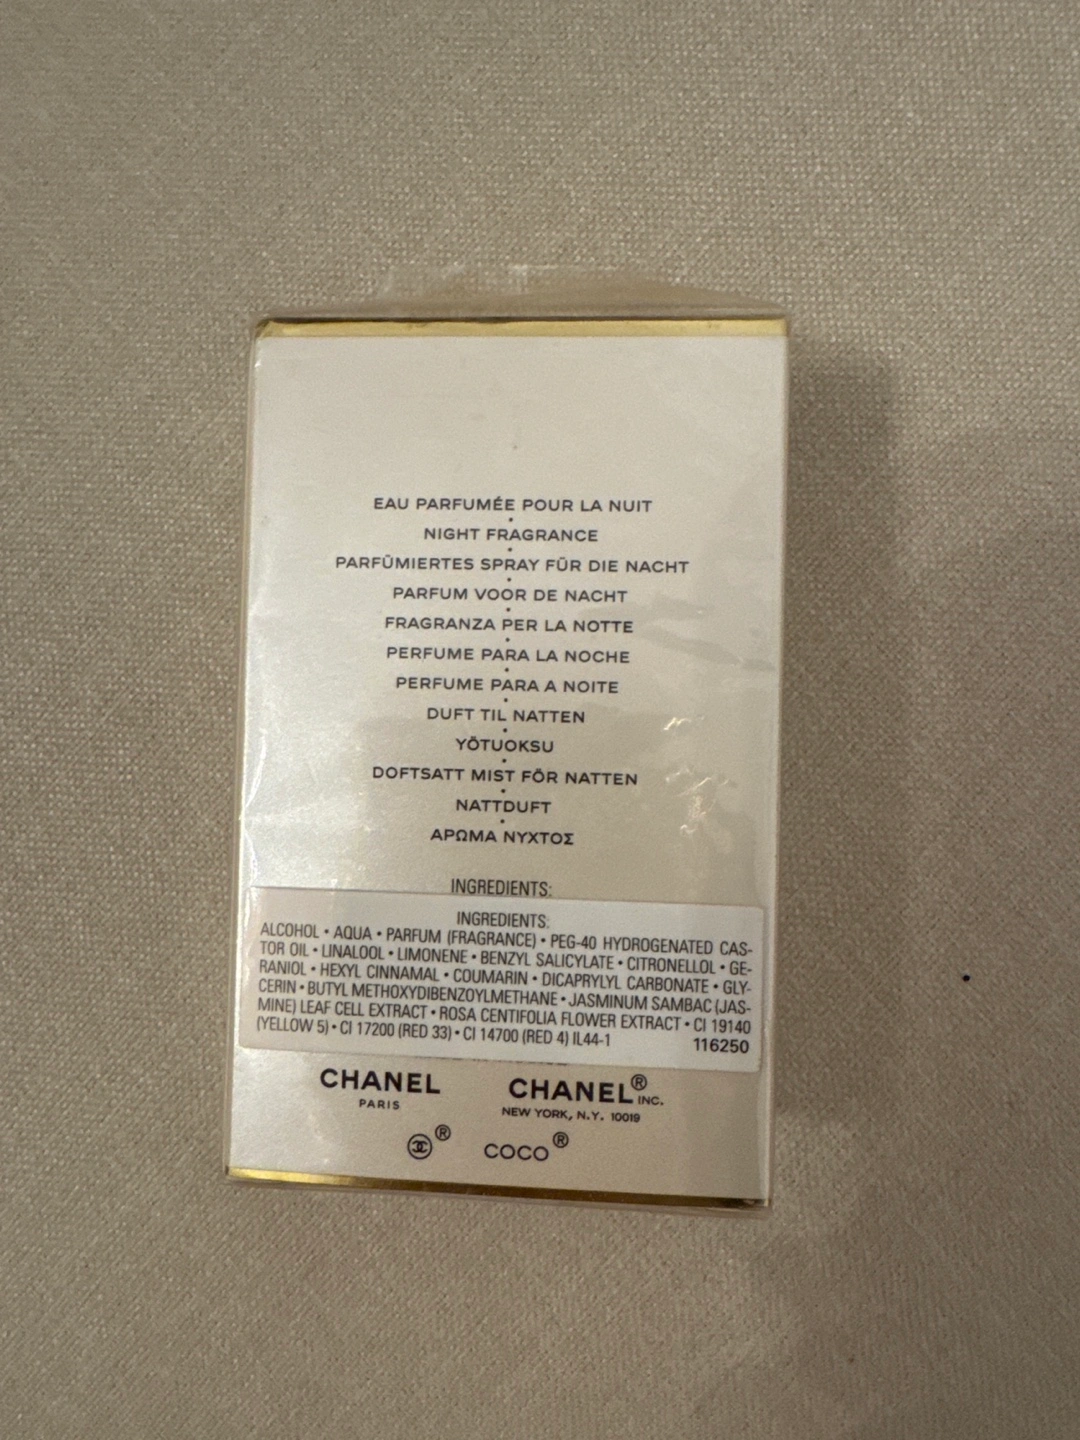 EAU PARFUMÉE POUR LA NUIT
•
NIGHT FRAGRANCE
•
PARFÜMIERTES SPRAY FÜR DIE NACHT
•
PARFUM VOOR DE NACHT
•
FRAGRANZA PER LA NOTTE
•
PERFUME PARA LA NOCHE
•
PERFUME PARA A NOITE
•
DUFT TIL NATTEN
•
YÖTUOKSU
•
DOFTSATT MIST FÖR NATTEN
•
NATTDUFT
•
ΑΡΩΜΑ ΝΥΧΤΟΣ
INGREDIENTS:
INGREDIENTS:
ALCOHOL • AQUA • PARFUM (FRAGRANCE) • PEG-40 HYDROGENATED CAS-
TOR OIL • LINALOOL • LIMONENE • BENZYL SALICYLATE • CITRONELLOL • GE-
RANIOL • HEXYL CINNAMAL • COUMARIN • DICAPRYLYL CARBONATE • GLY-
CERIN • BUTYL METHOXYDIBENZOYLMETHANE • JASMINUM SAMBAC (JAS-
MINE) LEAF CELL EXTRACT • ROSA CENTIFOLIA FLOWER EXTRACT • CI 19140
(YELLOW 5) • CI 17200 (RED 33) • CI 14700 (RED 4) IL44-1 116250
CHANEL CHANEL® INC.
PARIS NEW YORK, N.Y. 10019
® COCO®